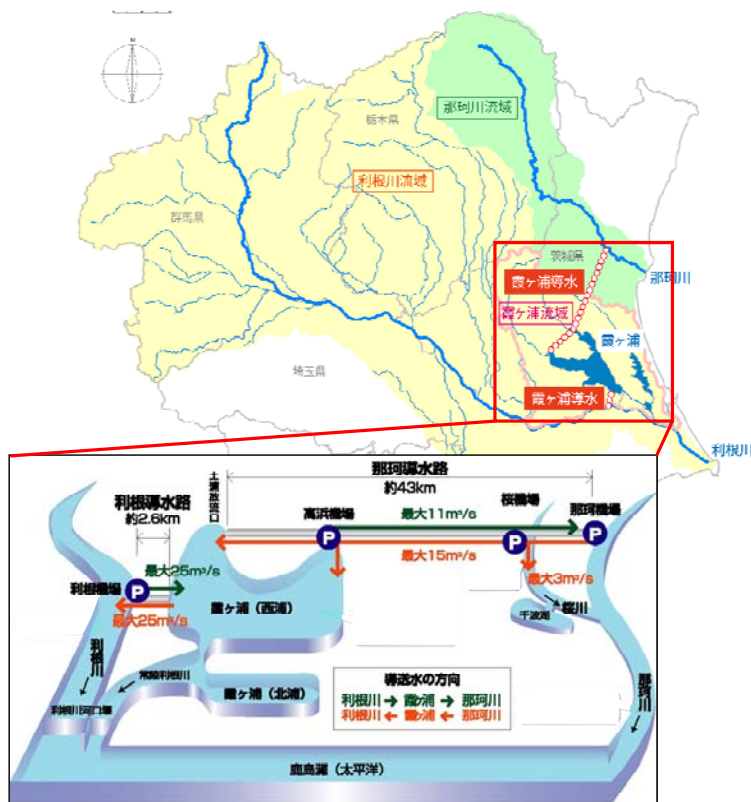 那珂川流域
栃木県
利根川流域
群馬県
茨城県
霞ヶ浦導水
那珂川
霞ヶ浦流域
霞ヶ浦
埼玉県
霞ヶ浦導水
利根川
那珂導水路
約43km
土浦放流口
利根導水路
約2.6km
高浜機場
最大11m³/s
桜機場
那珂機場
P
P
P
最大15m³/s
最大25m³/s
最大3m³/s
利根機場
P
最大25m³/s
霞ヶ浦（西浦）
千波湖
桜川
利根川
常陸利根川
導送水の方向
霞ヶ浦（北浦）
利根川→霞ヶ浦→那珂川
利根川←霞ヶ浦←那珂川
那珂川
利根川河口堰
鹿島灘（太平洋）